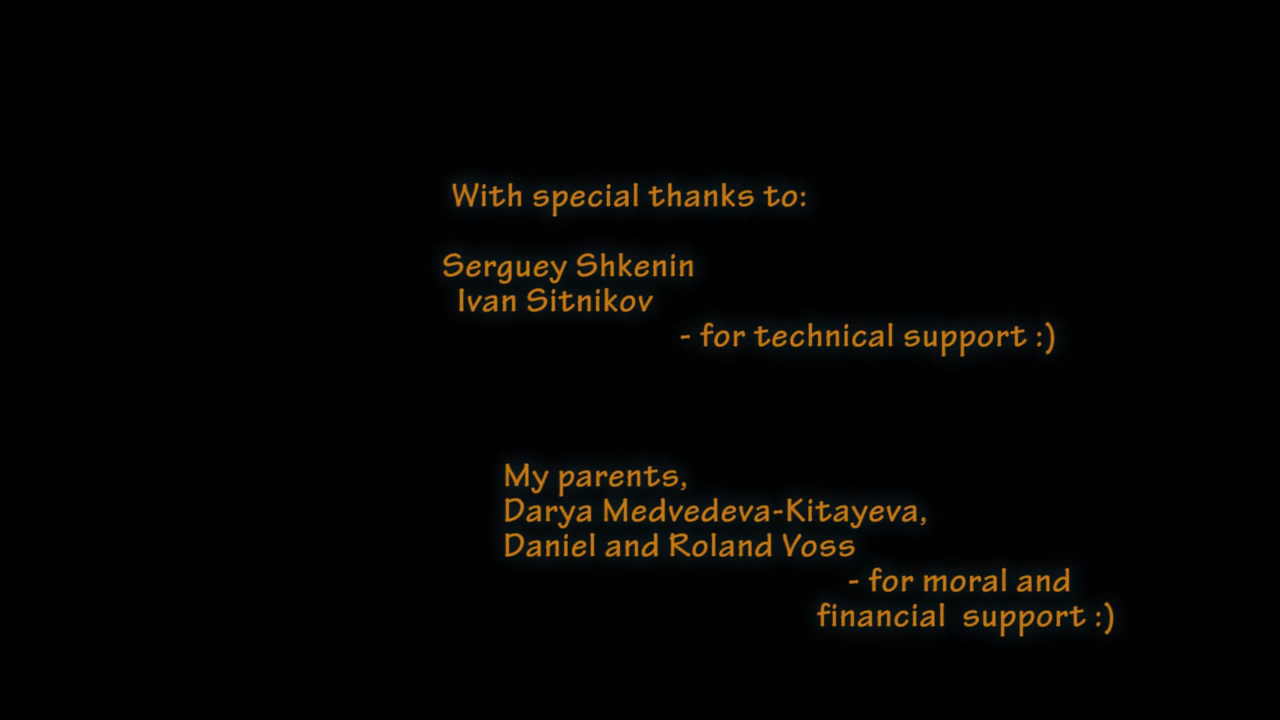 With special thanks to:
Serguey Shkenin
Ivan Sitnikov
- for technical support :)
My parents,
Darya Medvedeva-Kitayeva,
Daniel and Roland Voss
- for moral and
financial support :)